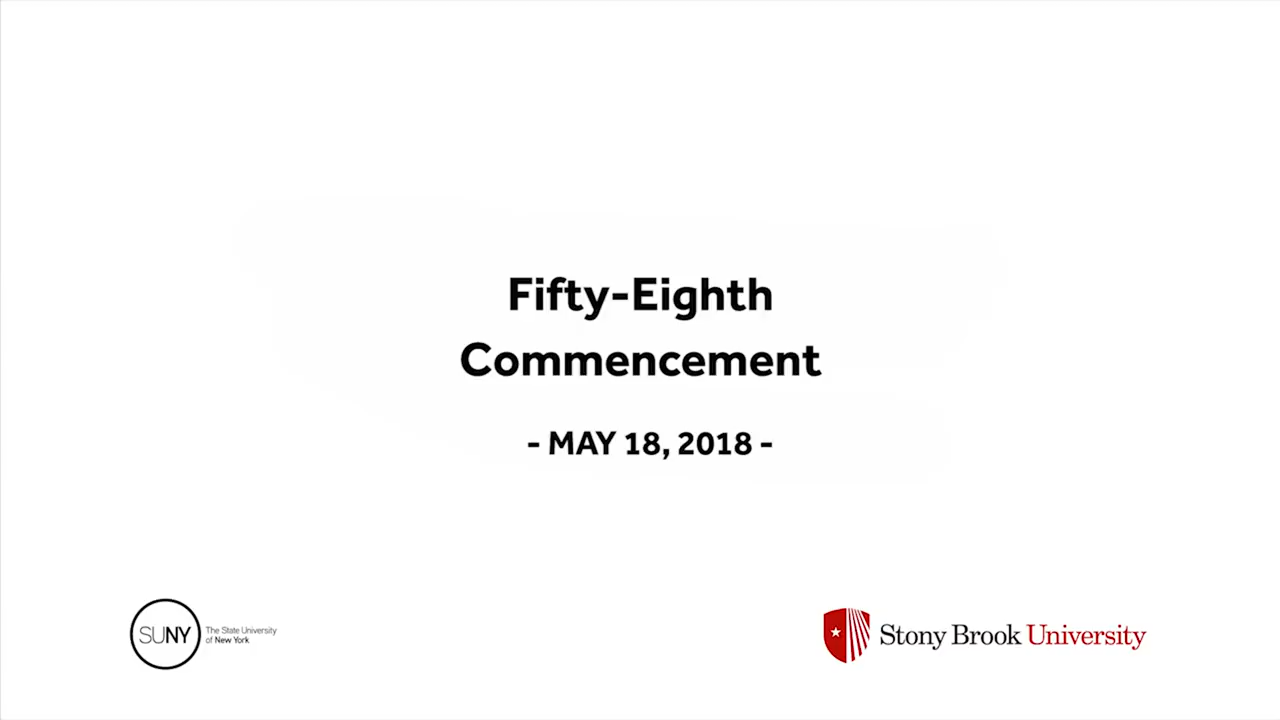 Fifty-Eighth
Commencement
- MAY 18, 2018 -
SUNY
The State University
of New York
Stony Brook University